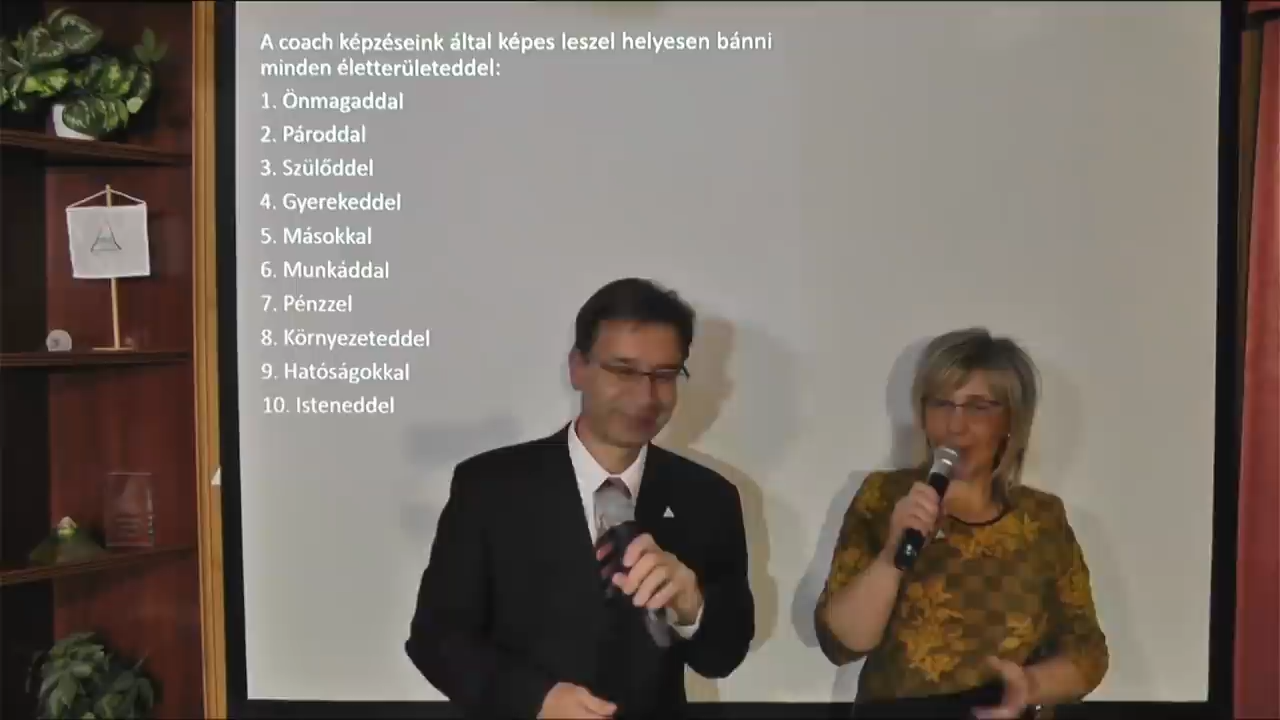 A coach képzéseink által képes leszel helyesen bánni
minden életterületeddel:
1. Önmagaddal
2. Pároddal
3. Szülőddel
4. Gyerekeddel
5. Másokkal
6. Munkáddal
7. Pénzzel
8. Környezeteddel
9. Hatóságokkal
10. Isteneddel